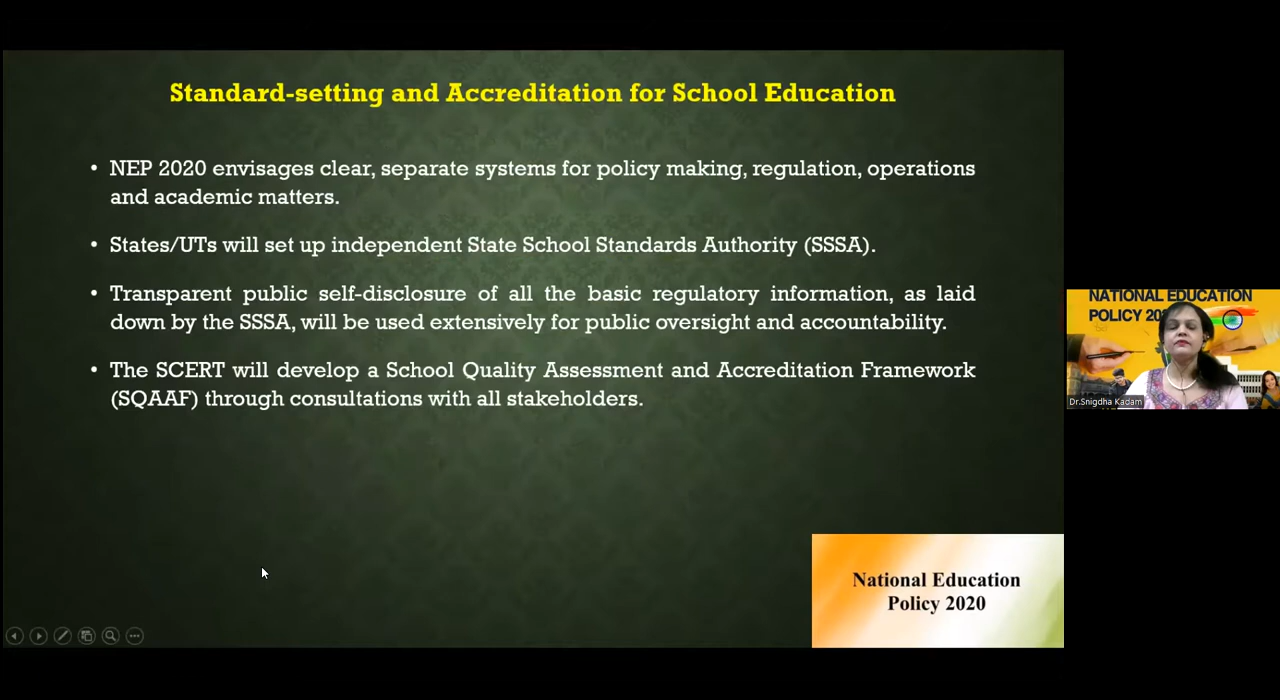 Standard-setting and Accreditation for School Education
• NEP 2020 envisages clear, separate systems for policy making, regulation, operations
and academic matters.
• States/UTs will set up independent State School Standards Authority (SSSA).
• Transparent public self-disclosure of all the basic regulatory information, as laid
down by the SSSA, will be used extensively for public oversight and accountability.
• The SCERT will develop a School Quality Assessment and Accreditation Framework
(SQAAF) through consultations with all stakeholders.
National Education
Policy 2020
NATIONAL EDUCATION
POLICY 20
Dr.Snigdha Kadam